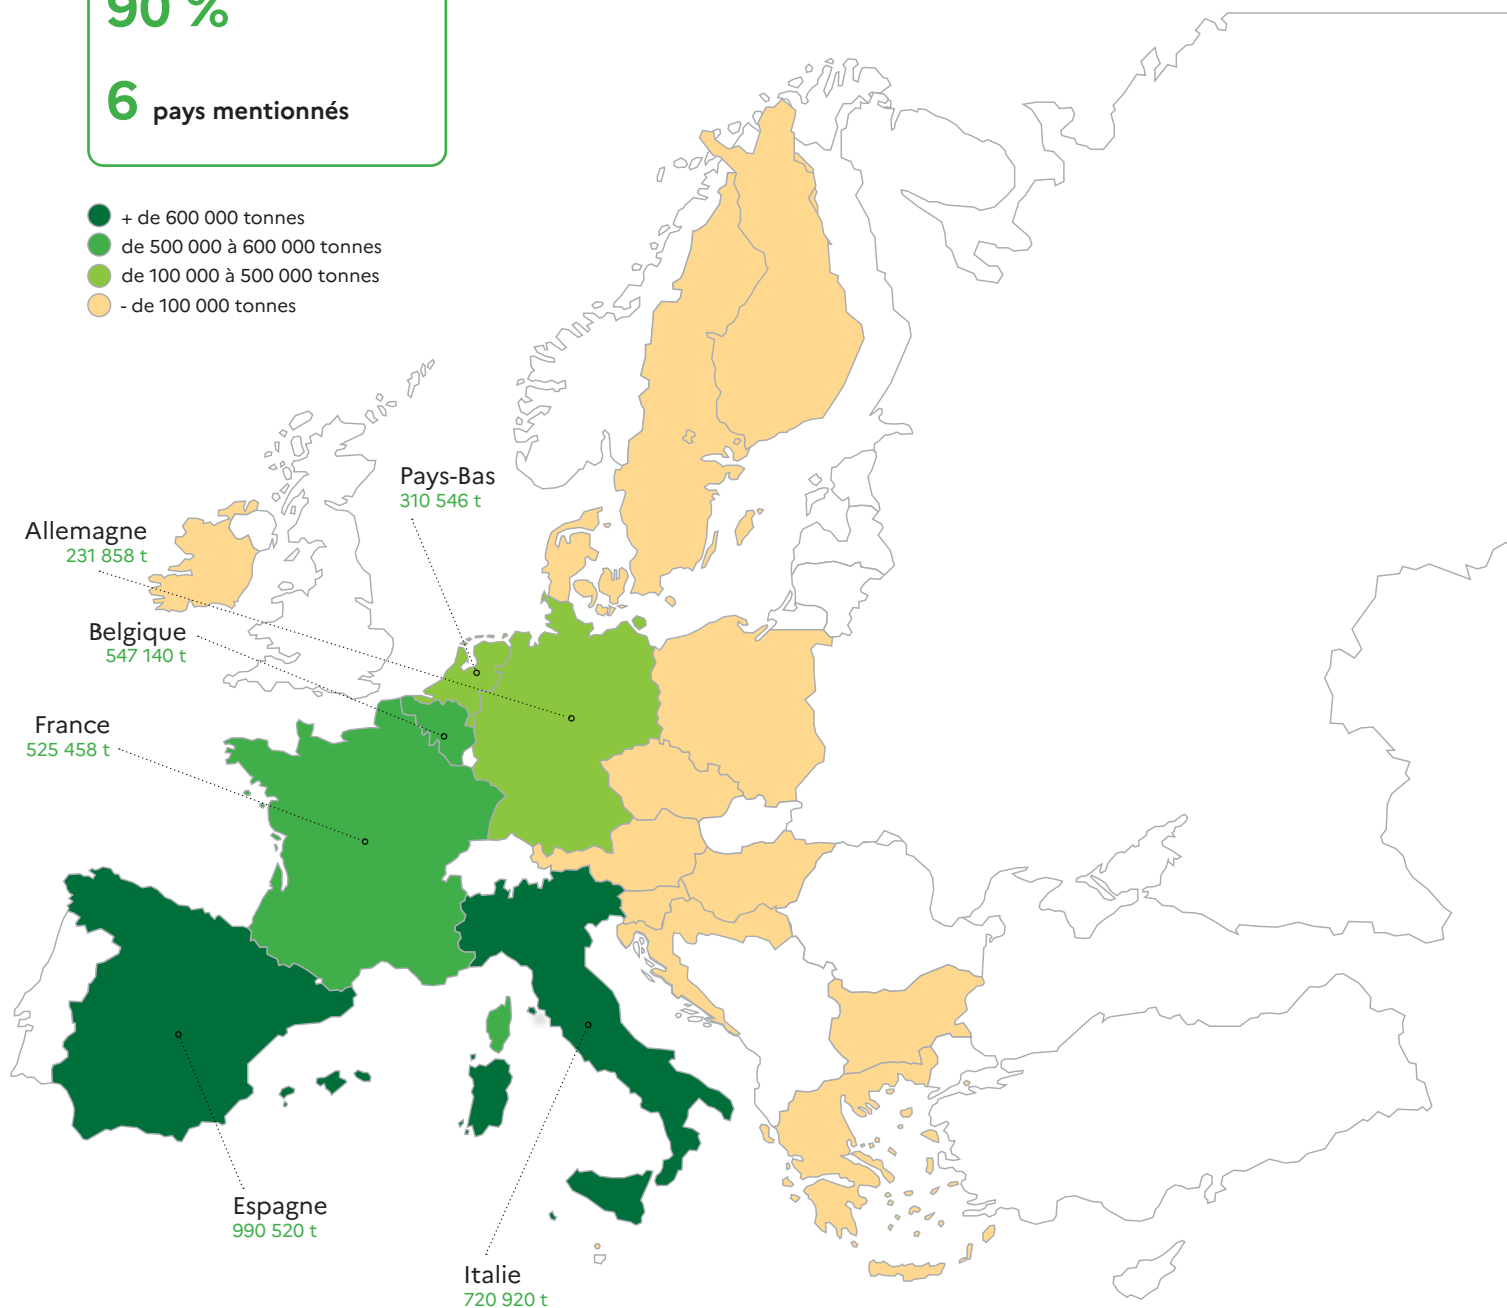 90 %
6 pays mentionnés
+ de 600 000 tonnes
de 500 000 à 600 000 tonnes
de 100 000 à 500 000 tonnes
- de 100 000 tonnes
Pays-Bas
310 546 t
Allemagne
231 858 t
Belgique
547 140 t
France
525 458 t
Espagne
990 520 t
Italie
720 920 t